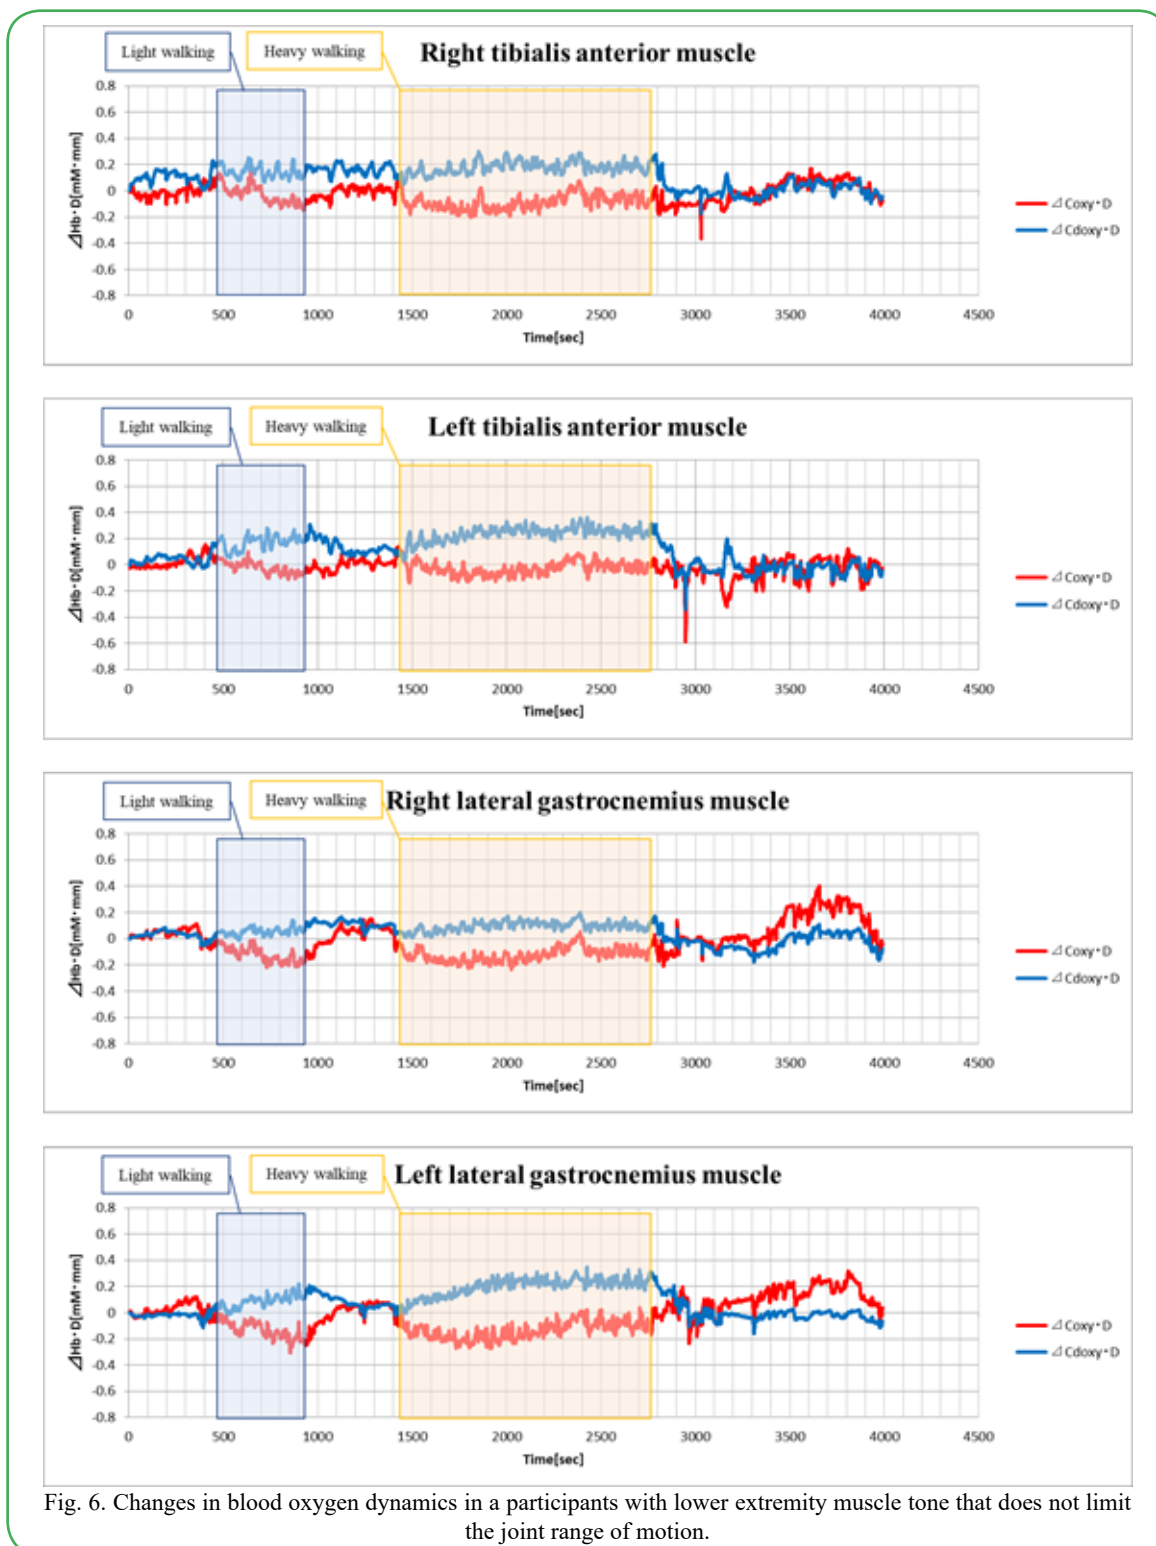 Light walking
Heavy walking
Right tibialis anterior muscle
0.8
0.6
0.4
0.2
0
-0.2
-0.4
-0.6
-0.8
⊿Hb・D[mM・mm]
0 500 1000 1500 2000 2500 3000 3500 4000 4500
Time[sec]
⊿Coxy・D
⊿Cdoxy・D
Light walking
Heavy walking
Left tibialis anterior muscle
0.8
0.6
0.4
0.2
0
-0.2
-0.4
-0.6
-0.8
⊿Hb・D[mM・mm]
0 500 1000 1500 2000 2500 3000 3500 4000 4500
Time[sec]
⊿Coxy・D
⊿Cdoxy・D
Light walking
Heavy walking
Right lateral gastrocnemius muscle
0.8
0.6
0.4
0.2
0
-0.2
-0.4
-0.6
-0.8
⊿Hb・D[mM・mm]
0 500 1000 1500 2000 2500 3000 3500 4000 4500
Time[sec]
⊿Coxy・D
⊿Cdoxy・D
Light walking
Heavy walking
Left lateral gastrocnemius muscle
0.8
0.6
0.4
0.2
0
-0.2
-0.4
-0.6
-0.8
⊿Hb・D[mM・mm]
0 500 1000 1500 2000 2500 3000 3500 4000 4500
Time[sec]
⊿Coxy・D
⊿Cdoxy・D
Fig. 6. Changes in blood oxygen dynamics in a participants with lower extremity muscle tone that does not limit
the joint range of motion.